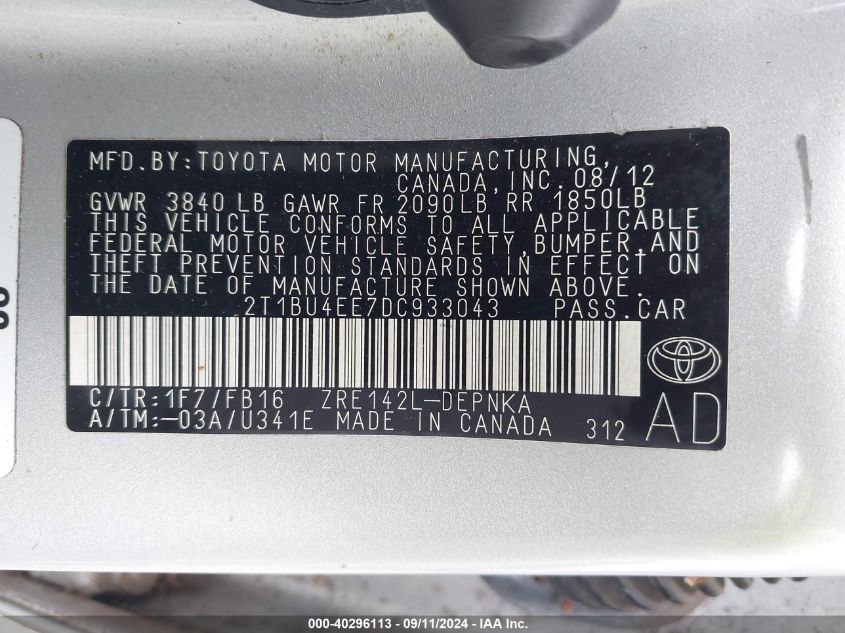 MFD.BY:TOYOTA MOTOR MANUFACTURING,
CANADA,INC.08/12
GVWR 3840 LB GAWR FR 2090LB RR 1850LB
THIS VEHICLE CONFORMS TO ALL APPLICABLE
FEDERAL MOTOR VEHICLE SAFETY,BUMPER,AND
THEFT PREVENTION STANDARDS IN EFFECT ON
THE DATE OF MANUFACTURE SHOWN ABOVE.
2T1BU4EE7DC933043 PASS.CAR
C/TR:1F7/FB16 ZRE142L-DEPNKA
A/TM:-03A/U341E MADE IN CANADA 312 AD
000-40296113 - 09/11/2024 - IAA Inc.